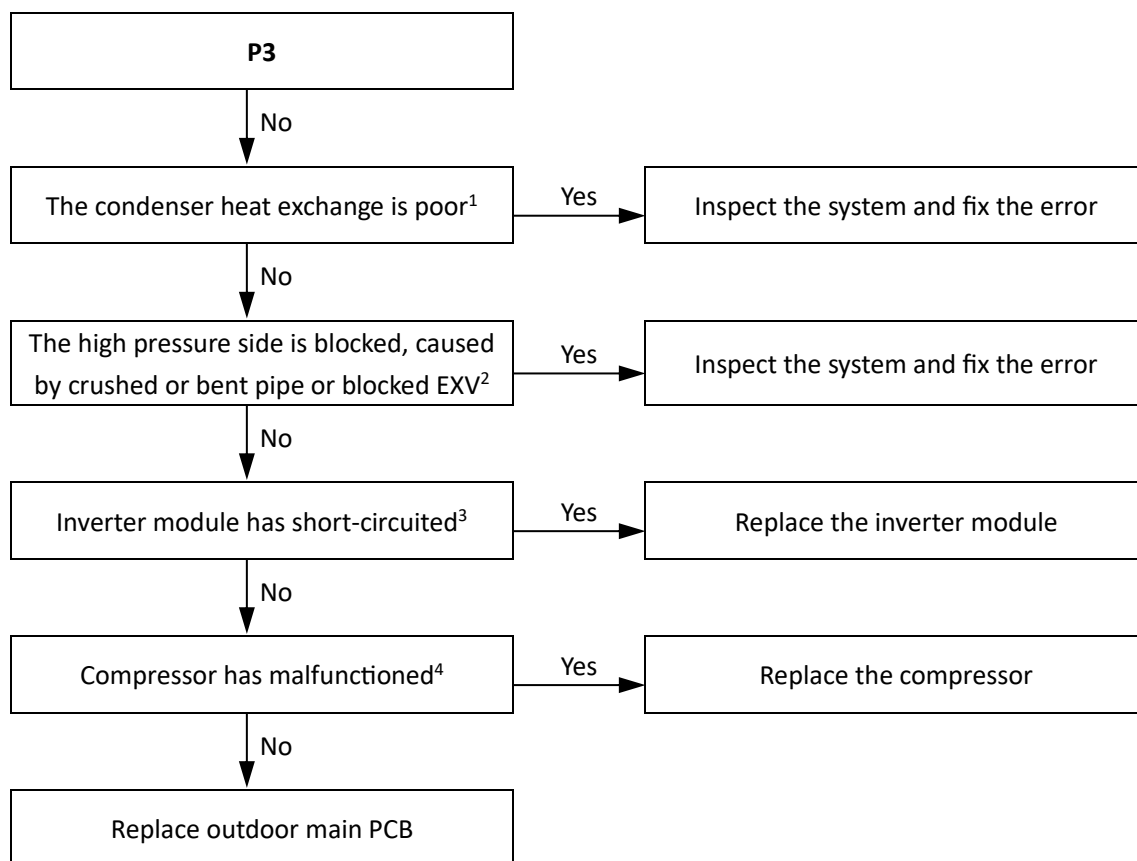 P3
No
The condenser heat exchange is poor¹
Yes
Inspect the system and fix the error
No
The high pressure side is blocked, caused
by crushed or bent pipe or blocked EXV²
Yes
Inspect the system and fix the error
No
Inverter module has short-circuited³
Yes
Replace the inverter module
No
Compressor has malfunctioned⁴
Yes
Replace the compressor
No
Replace outdoor main PCB